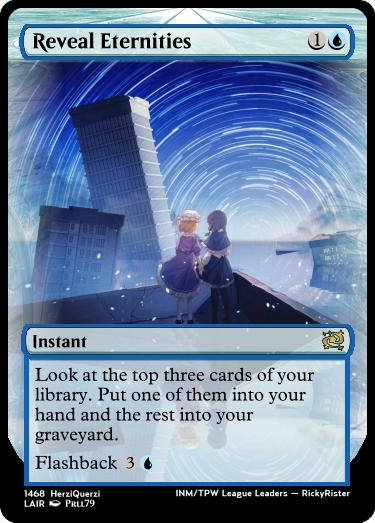 Reveal Eternities 1
Instant
Look at the top three cards of your
library. Put one of them into your
hand and the rest into your
graveyard.
Flashback 3
1468 HerziQuerzi INM/TPW League Leaders — RickyRister
LAIR Prll79